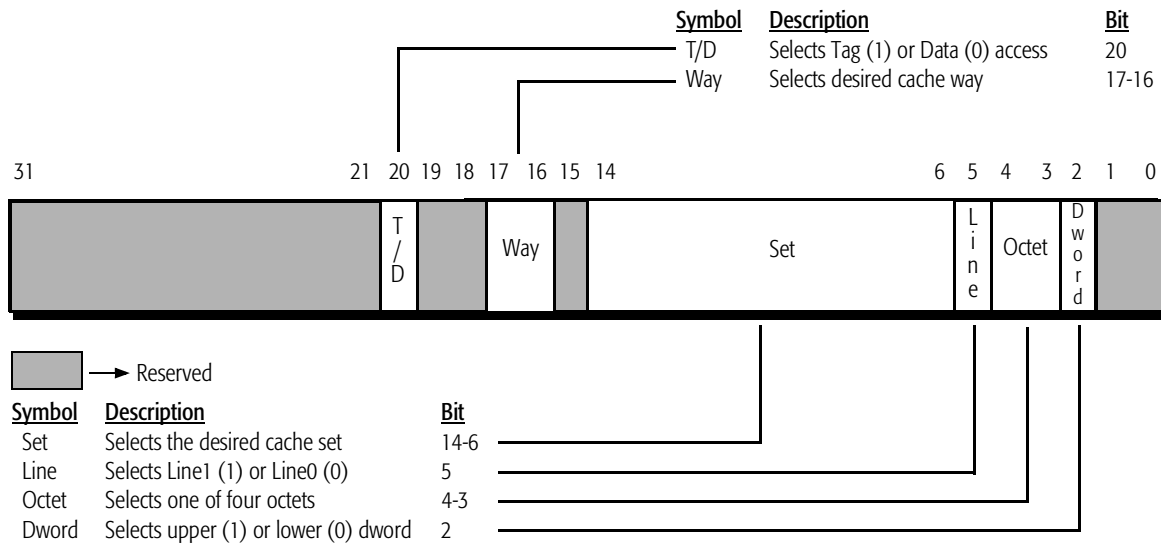 Symbol Description Bit
T/D Selects Tag (1) or Data (0) access 20
Way Selects desired cache way 17-16
31 21 20 19 18 17 16 15 14 6 5 4 3 2 1 0
T/D Way Set Line Octet Dword
Reserved
Symbol Description Bit
Set Selects the desired cache set 14-6
Line Selects Line1 (1) or Line0 (0) 5
Octet Selects one of four octets 4-3
Dword Selects upper (1) or lower (0) dword 2